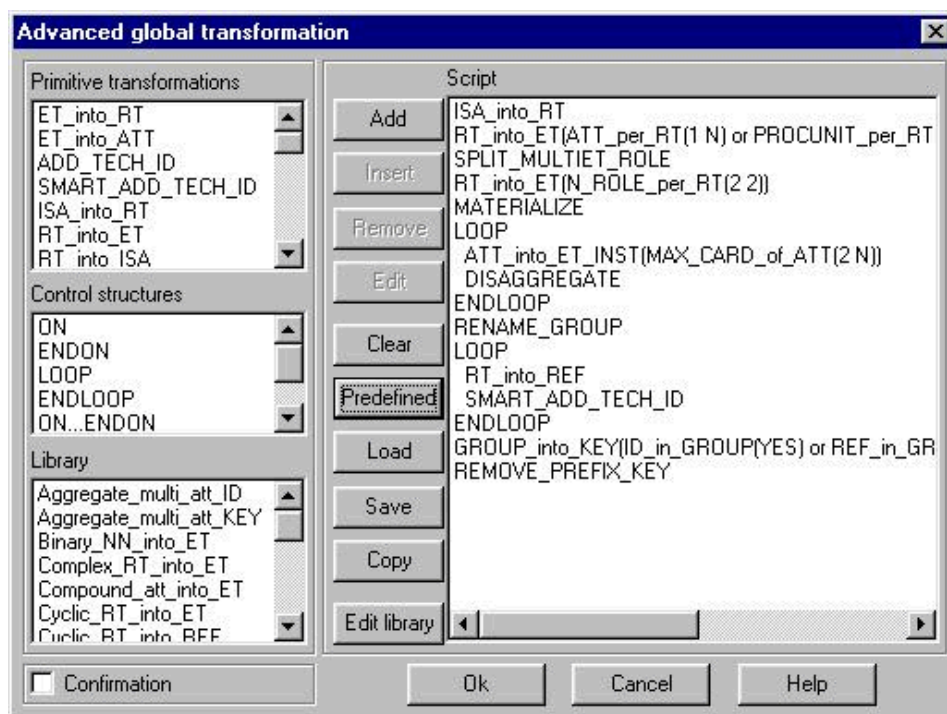 Advanced global transformation
Primitive transformations
ET_into_RT
ET_into_ATT
ADD_TECH_ID
SMART_ADD_TECH_ID
ISA_into_RT
RT_into_ET
RT_into_ISA
Control structures
ON
ENDON
LOOP
ENDLOOP
ON...ENDON
Library
Aggregate_multi_att_ID
Aggregate_multi_att_KEY
Binary_NN_into_ET
Complex_RT_into_ET
Compound_att_into_ET
Cyclic_RT_into_ET
Cyclic_RT_into_REF
Confirmation
Add
Insert
Remove
Edit
Clear
Predefined
Load
Save
Copy
Edit library
Script
ISA_into_RT
RT_into_ET(ATT_per_RT(1 N) or PROCUNIT_per_RT
SPLIT_MULTIET_ROLE
RT_into_ET(N_ROLE_per_RT(2 2))
MATERIALIZE
LOOP
ATT_into_ET_INST(MAX_CARD_of_ATT(2 N))
DISAGGREGATE
ENDLOOP
RENAME_GROUP
LOOP
RT_into_REF
SMART_ADD_TECH_ID
ENDLOOP
GROUP_into_KEY(ID_in_GROUP(YES) or REF_in_GR
REMOVE_PREFIX_KEY
Ok
Cancel
Help